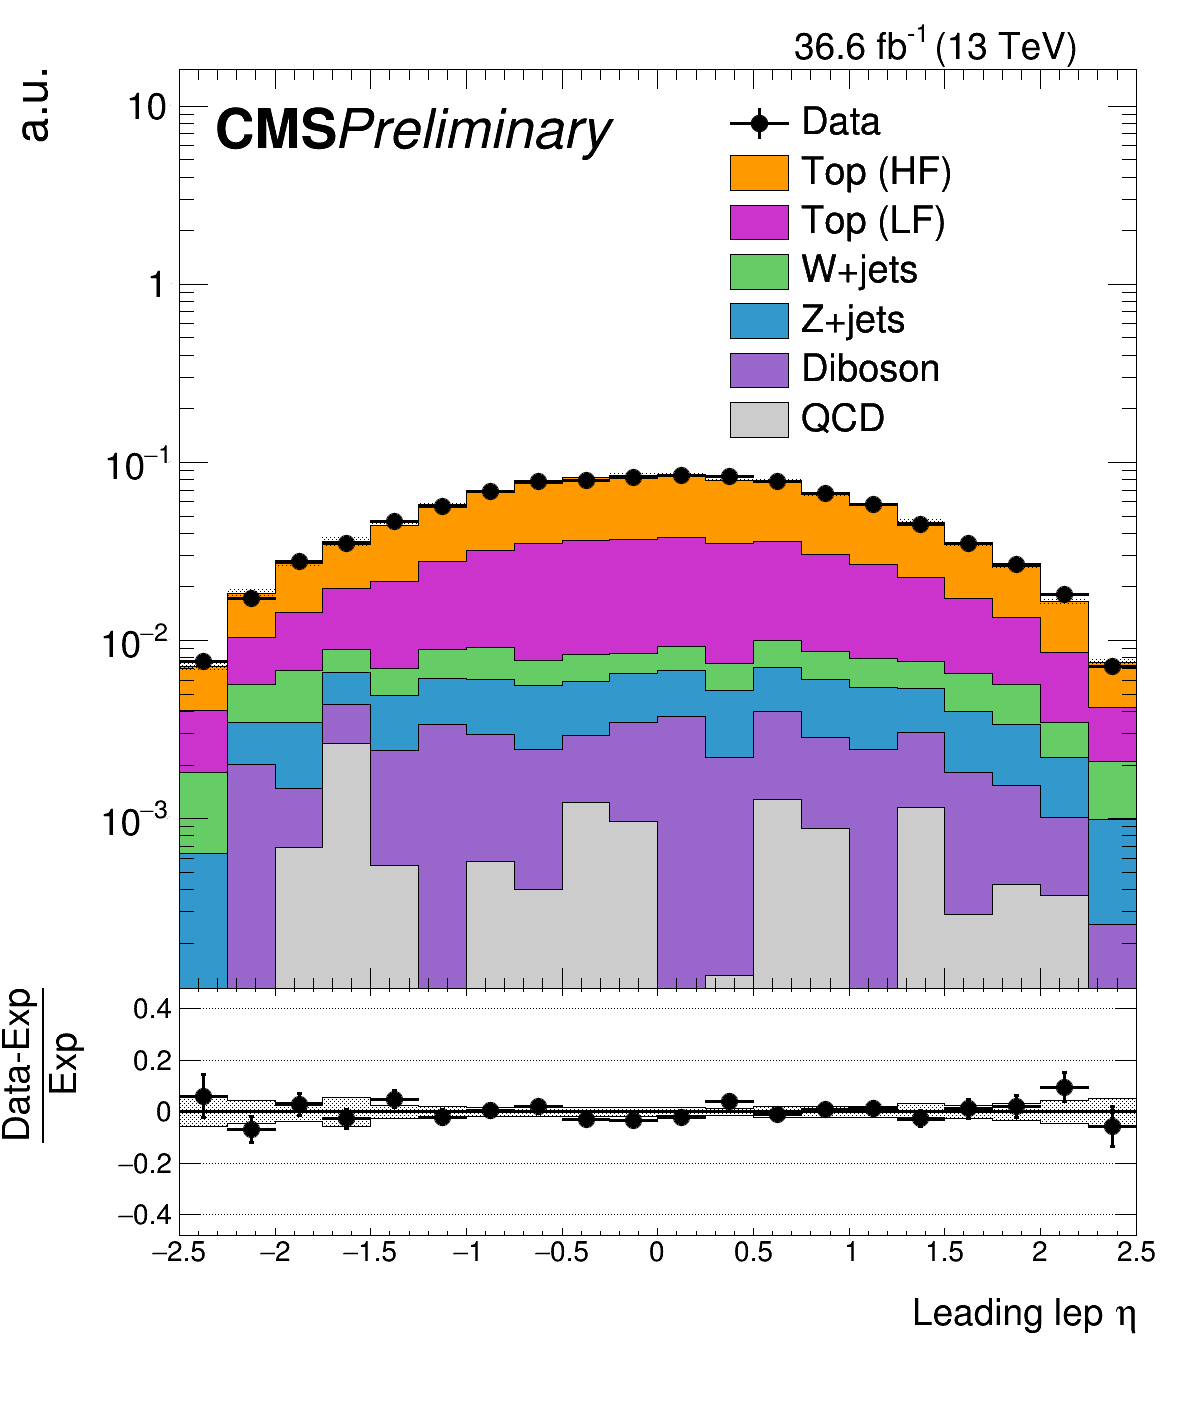 36.6 fb⁻¹ (13 TeV)
a.u.
CMSPreliminary
Data
Top (HF)
Top (LF)
W+jets
Z+jets
Diboson
QCD
10
1
10⁻¹
10⁻²
10⁻³
Data-Exp
Exp
0.4
0.2
0
−0.2
−0.4
−2.5 −2 −1.5 −1 −0.5 0 0.5 1 1.5 2 2.5
Leading lep η